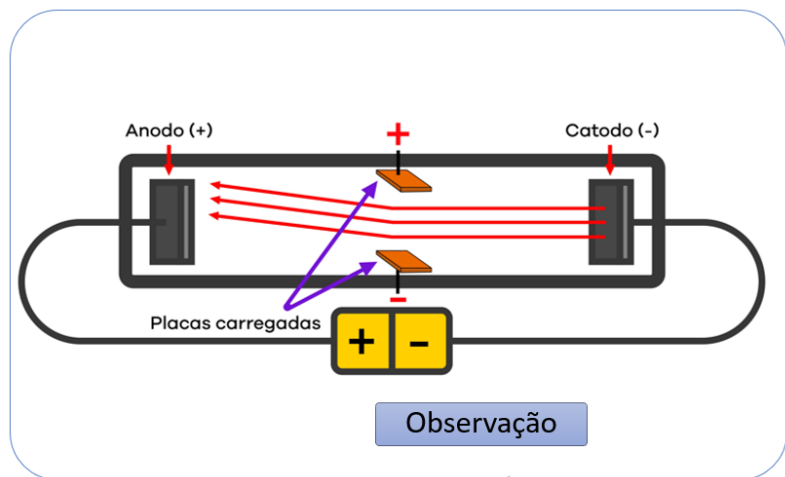 Anodo (+)
+
Catodo (-)
Placas carregadas
-
+ -
Observação